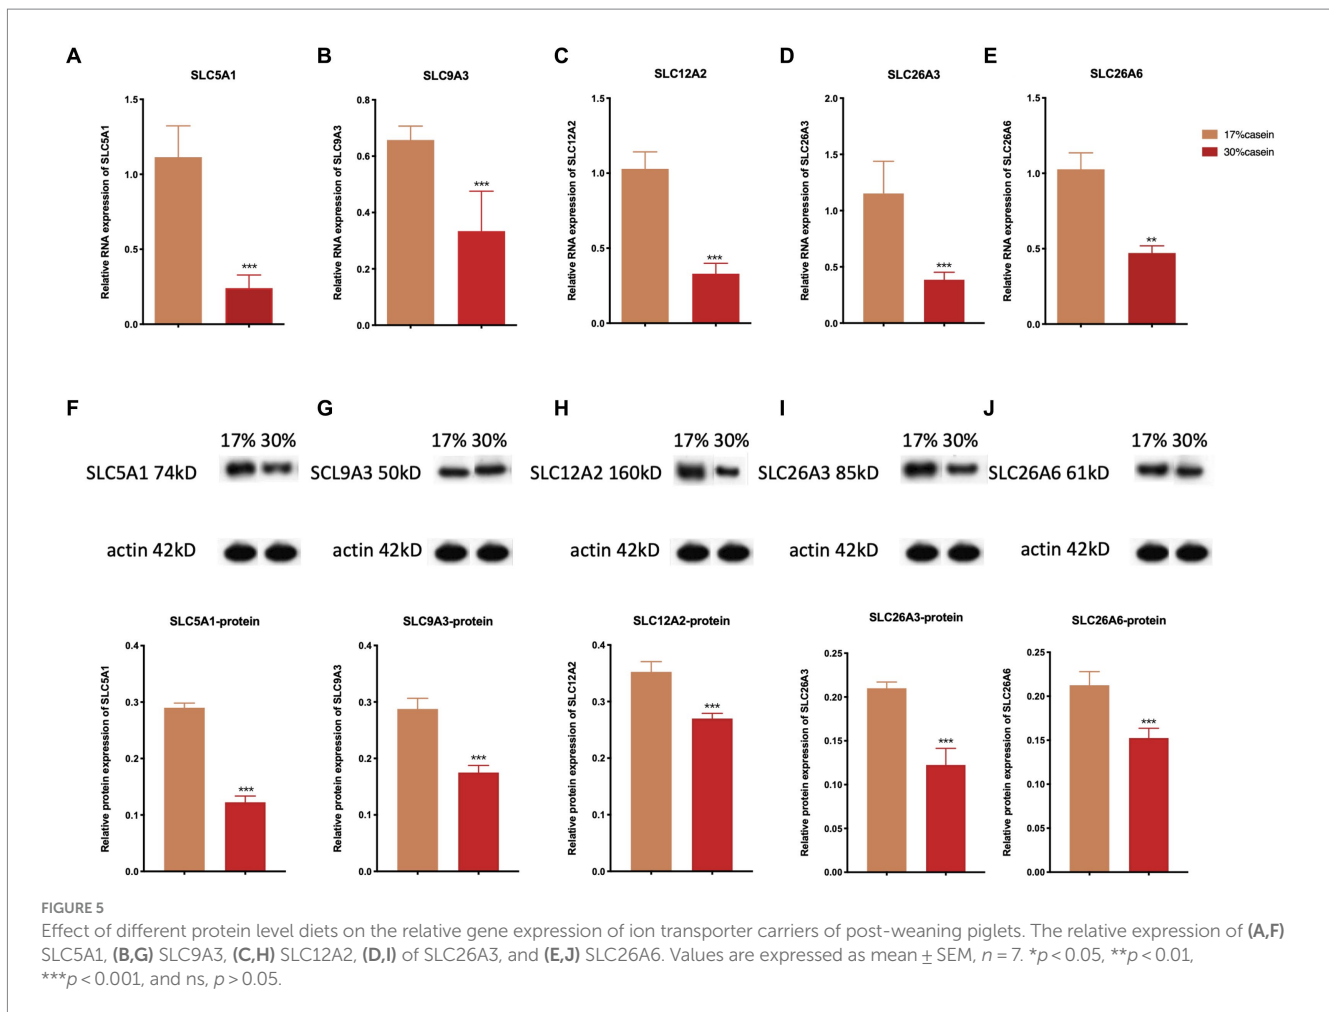 A
B
C
D
E
SLC5A1
SLC9A3
SLC12A2
SLC26A3
SLC26A6
Relative RNA expression of SLC5A1
1.5
1.0
0.5
0.0
***
Relative RNA expression of SLC9A3
0.8
0.6
0.4
0.2
0.0
***
Relative RNA expression of SLC12A2
1.5
1.0
0.5
0.0
***
Relative RNA expression of SLC26A3
2.0
1.5
1.0
0.5
0.0
***
Relative RNA expression of SLC26A6
1.5
1.0
0.5
0.0
**
17%casein
30%casein
F
G
H
I
J
17% 30%
17% 30%
17% 30%
17% 30%
17% 30%
SLC5A1 74kD
SCL9A3 50kD
SLC12A2 160kD
SLC26A3 85kD
SLC26A6 61kD
actin 42kD
actin 42kD
actin 42kD
actin 42kD
actin 42kD
SLC5A1-protein
SLC9A3-protein
SLC12A2-protein
SLC26A3-protein
SLC26A6-protein
Relative protein expression of SLC5A1
0.4
0.3
0.2
0.1
0.0
***
Relative protein expression of SLC9A3
0.4
0.3
0.2
0.1
0.0
***
Relative protein expression of SLC12A2
0.4
0.3
0.2
0.1
0.0
***
Relative protein expression of SLC26A3
0.25
0.20
0.15
0.10
0.05
0.00
***
Relative protein expression of SLC26A6
0.25
0.20
0.15
0.10
0.05
0.00
***
FIGURE 5
Effect of different protein level diets on the relative gene expression of ion transporter carriers of post-weaning piglets. The relative expression of (A,F)
SLC5A1, (B,G) SLC9A3, (C,H) SLC12A2, (D,I) of SLC26A3, and (E,J) SLC26A6. Values are expressed as mean ± SEM, n = 7. *p < 0.05, **p < 0.01,
***p < 0.001, and ns, p > 0.05.